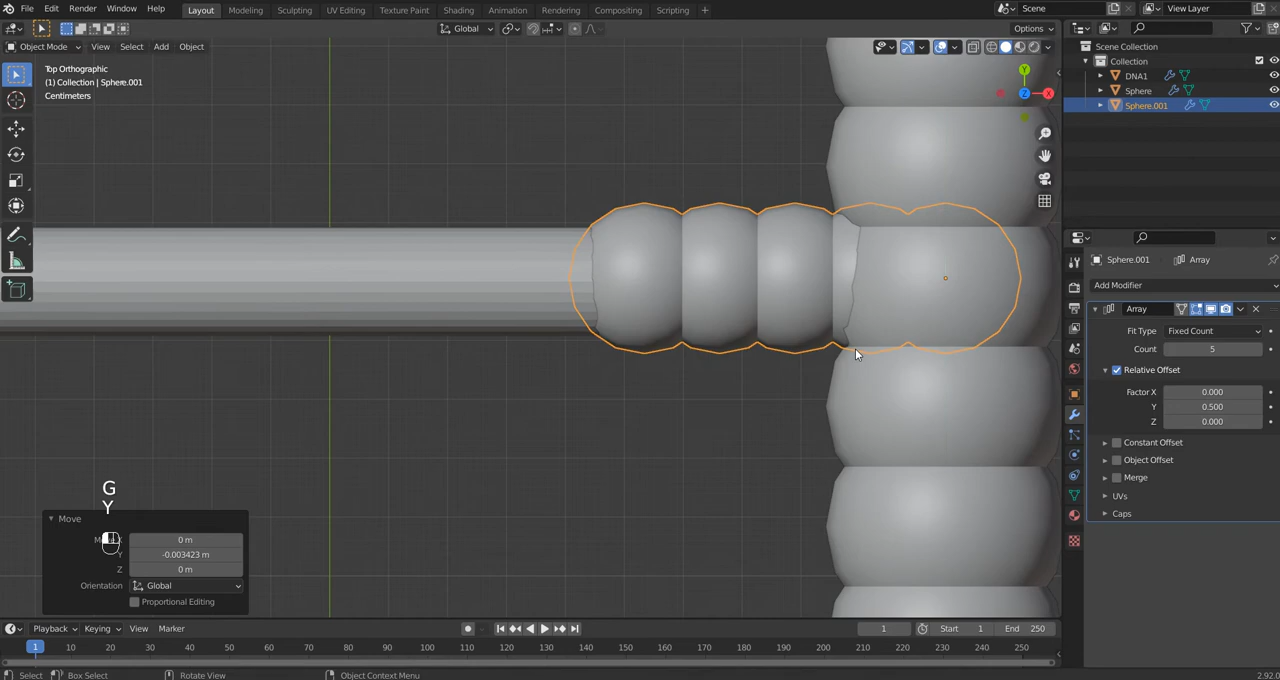 File Edit Render Window Help Layout Modeling Sculpting UV Editing Texture Paint Shading Animation Rendering Compositing Scripting + Scene View Layer
Global Options
Object Mode View Select Add Object
Top Orthographic
(1) Collection | Sphere.001
Centimeters
Y
X
Z
Scene Collection
Collection
DNA1
Sphere
Sphere.001
Sphere.001 Array
Add Modifier
Array
Fit Type Fixed Count
Count 5
Relative Offset
Factor X 0.000
Y 0.500
Z 0.000
Constant Offset
Object Offset
Merge
UVs
Caps
G
Y
Move
0 m
Y -0.003423 m
Z 0 m
Orientation Global
Proportional Editing
Playback Keying View Marker 1 Start 1 End 250
1 10 20 30 40 50 60 70 80 90 100 110 120 130 140 150 160 170 180 190 200 210 220 230 240 250
Select Box Select Rotate View Object Context Menu 2.92.0